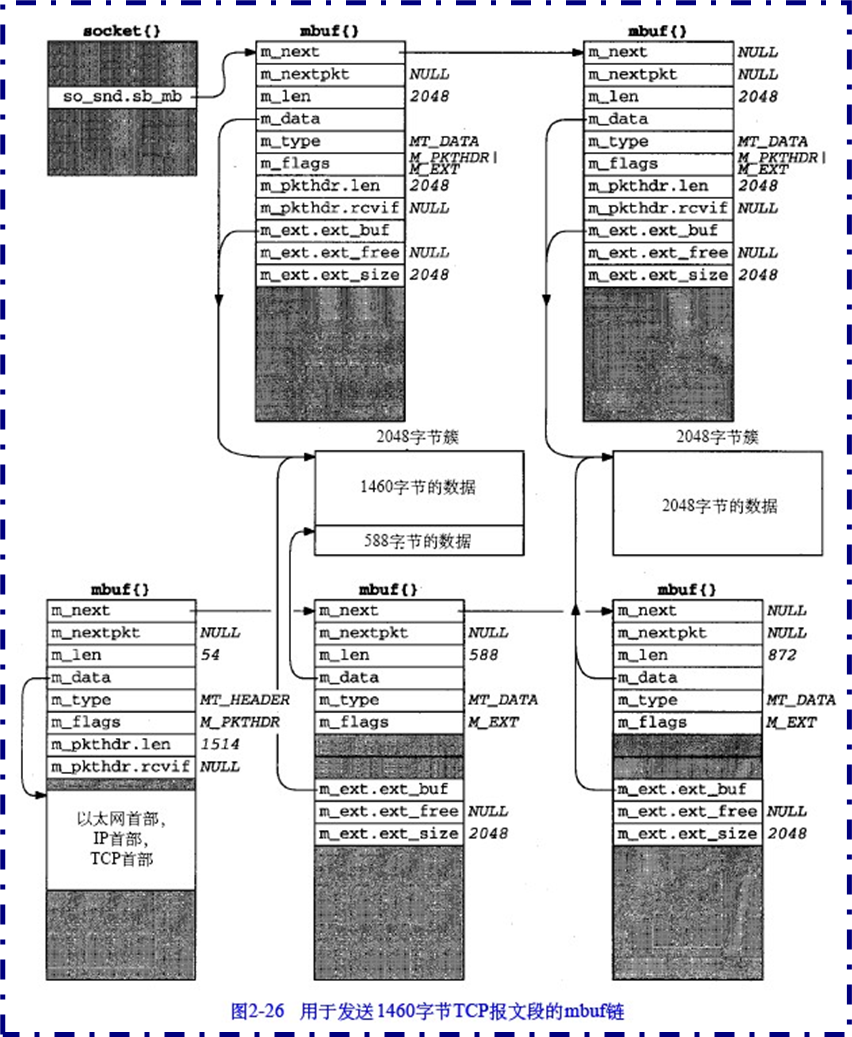 socket{}
so_snd.sb_mb
mbuf{}
m_next
m_nextpkt NULL
m_len 2048
m_data
m_type MT_DATA
m_flags M_PKTHDR|
M_EXT
m_pkthdr.len 2048
m_pkthdr.rcvif NULL
m_ext.ext_buf
m_ext.ext_free NULL
m_ext.ext_size 2048
mbuf{}
m_next NULL
m_nextpkt NULL
m_len 2048
m_data
m_type MT_DATA
m_flags M_PKTHDR|
M_EXT
m_pkthdr.len 2048
m_pkthdr.rcvif NULL
m_ext.ext_buf
m_ext.ext_free NULL
m_ext.ext_size 2048
2048字节簇
1460字节的数据
588字节的数据
2048字节簇
2048字节的数据
mbuf{}
m_next
m_nextpkt NULL
m_len 54
m_data
m_type MT_HEADER
m_flags M_PKTHDR
m_pkthdr.len 1514
m_pkthdr.rcvif NULL
以太网首部，
IP首部，
TCP首部
mbuf{}
m_next
m_nextpkt NULL
m_len 588
m_data
m_type MT_DATA
m_flags M_EXT
m_ext.ext_buf
m_ext.ext_free NULL
m_ext.ext_size 2048
mbuf{}
m_next NULL
m_nextpkt NULL
m_len 872
m_data
m_type MT_DATA
m_flags M_EXT
m_ext.ext_buf
m_ext.ext_free NULL
m_ext.ext_size 2048
图2-26 用于发送1460字节TCP报文段的mbuf链